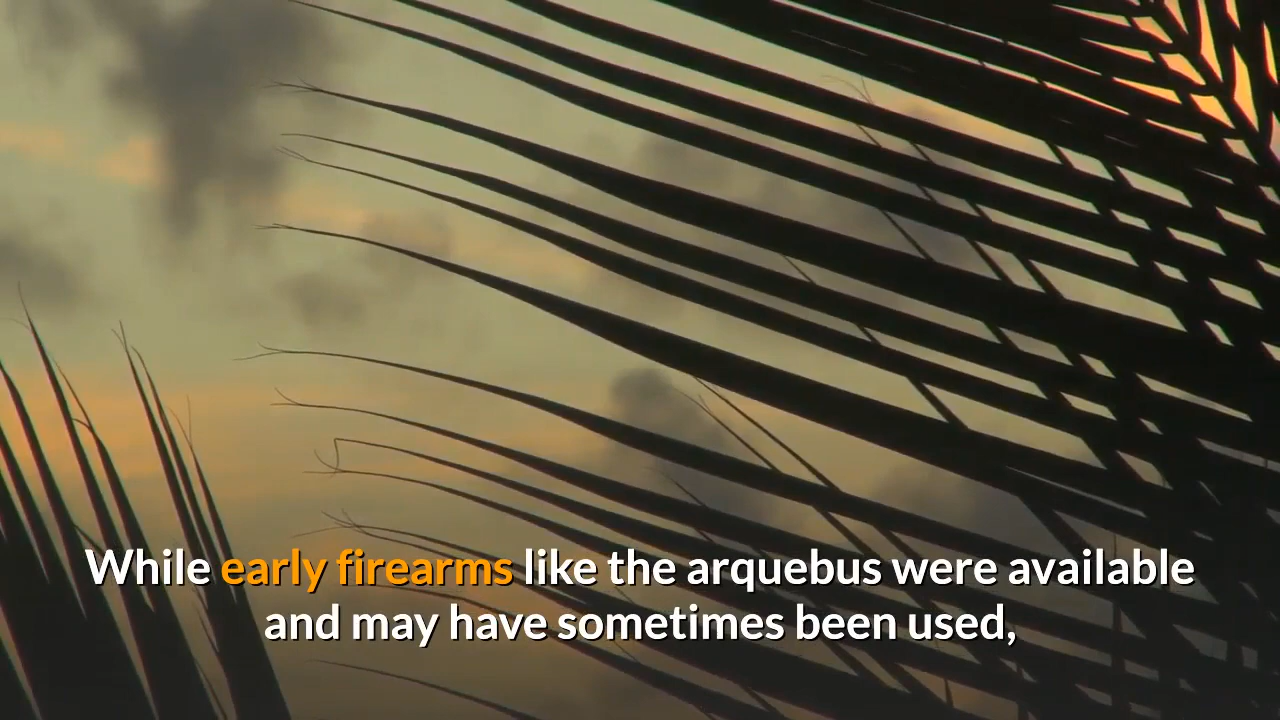 While early firearms like the arquebus were available
and may have sometimes been used,